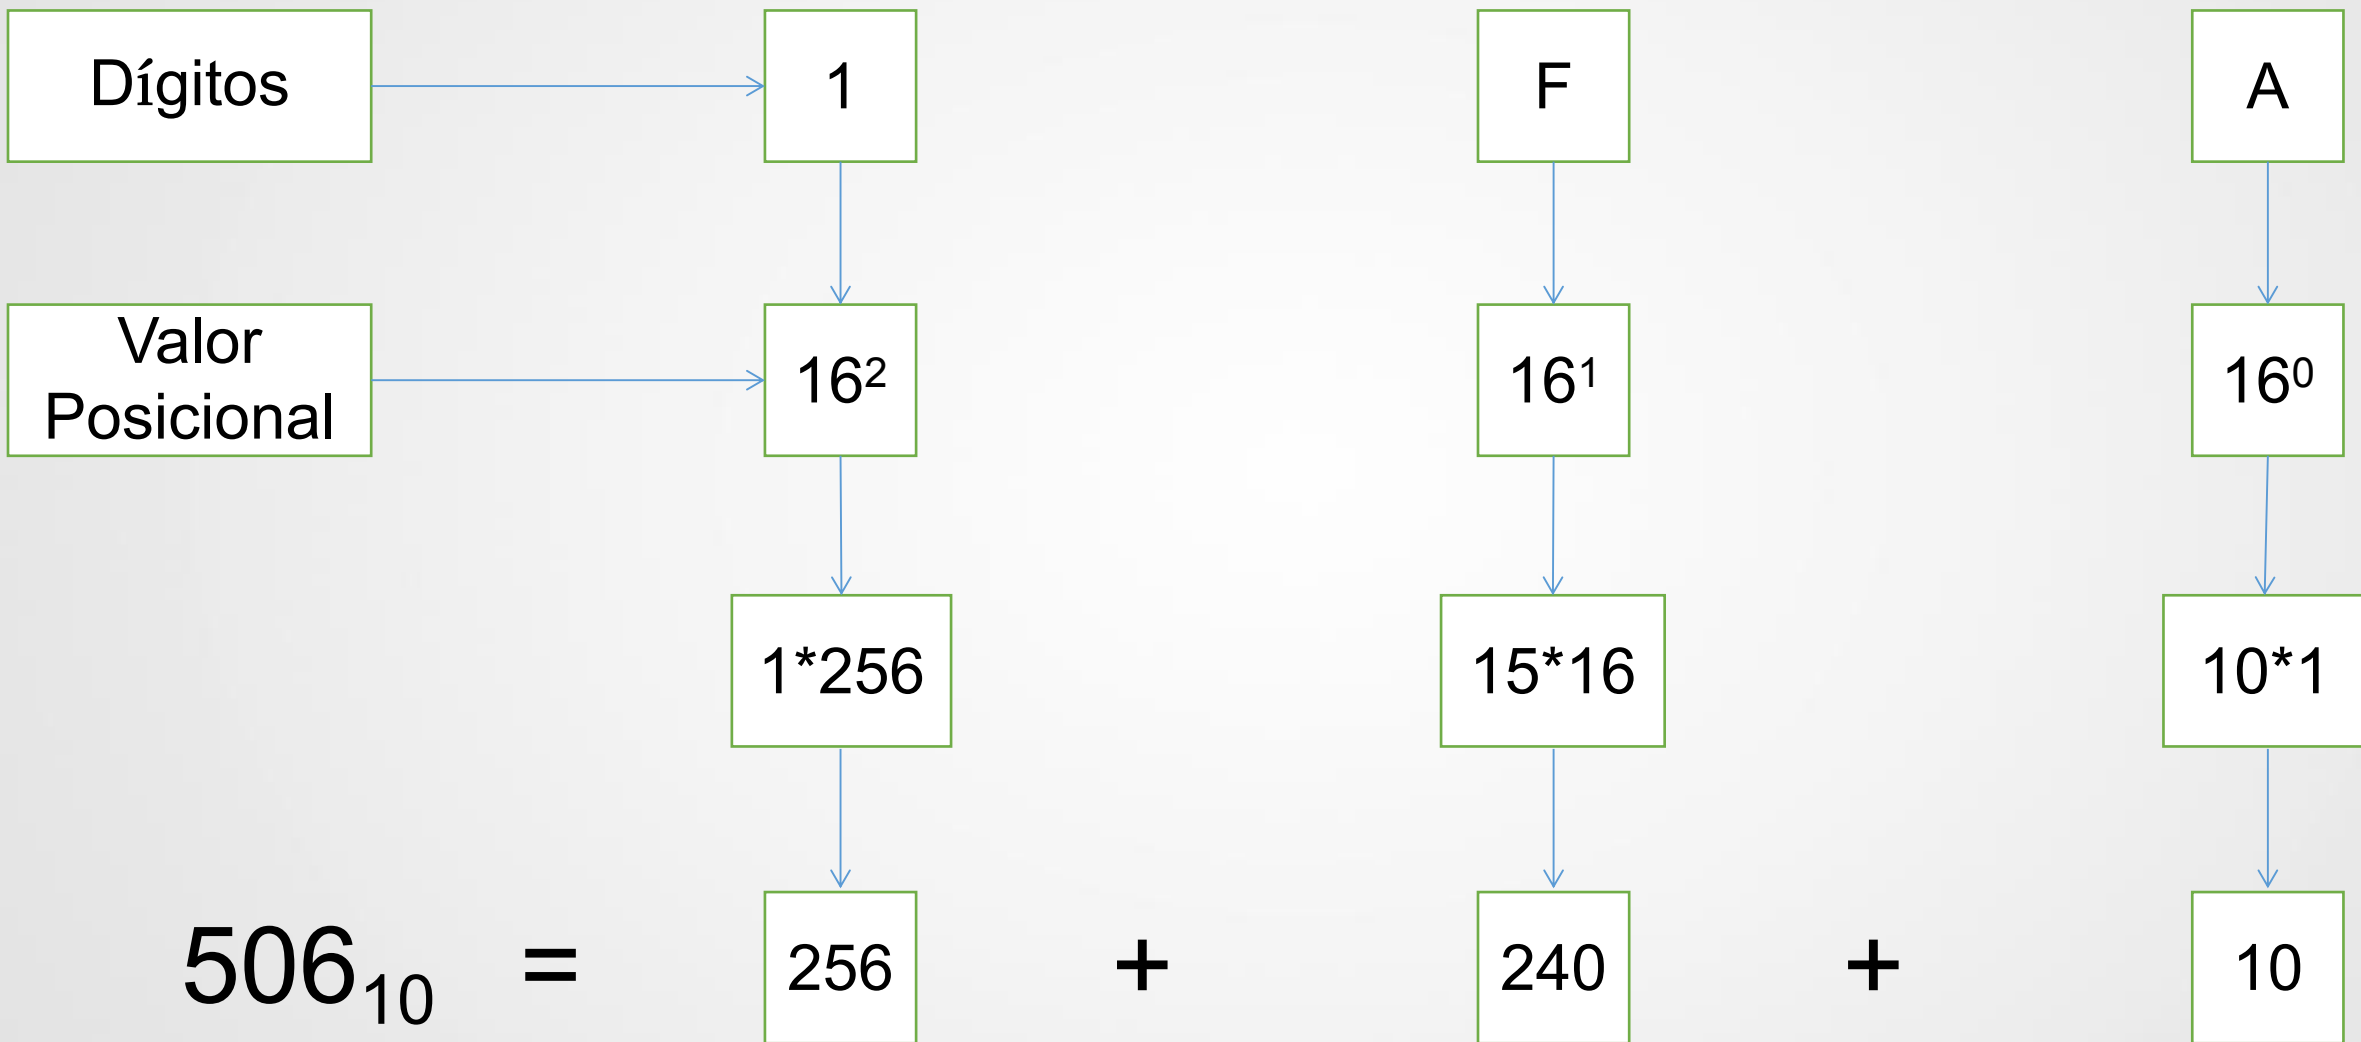 Dígitos 1 F A
Valor
Posicional
16² 16¹ 16⁰
1*256 15*16 10*1
506₁₀ = 256 + 240 + 10